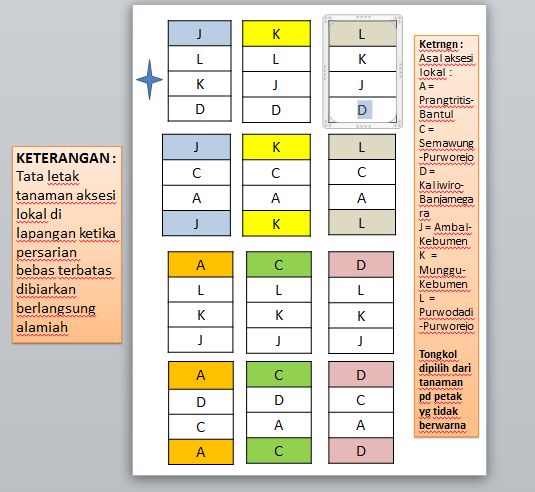 KETERANGAN :
Tata letak
tanaman aksesi
lokal di
lapangan ketika
persarian
bebas terbatas
dibiarkan
berlangsung
alamiah
J K L
L L K
K J J
D D D
J K L
C C C
A A A
J K L
A C D
L L L
K K K
J J J
A C D
D D C
C A A
A C D
Ketrngn :
Asal aksesi
lokal :
A =
Prangtritis-
Bantul
C =
Semawung
-Purworejo
D =
Kaliwiro-
Banjarnega
ra
J = Ambal-
Kebumen
K =
Munggu-
Kebumen
L =
Purwodadi
-Purworejo
Tongkol
dipilih dari
tanaman
pd petak
yg tidak
berwarna